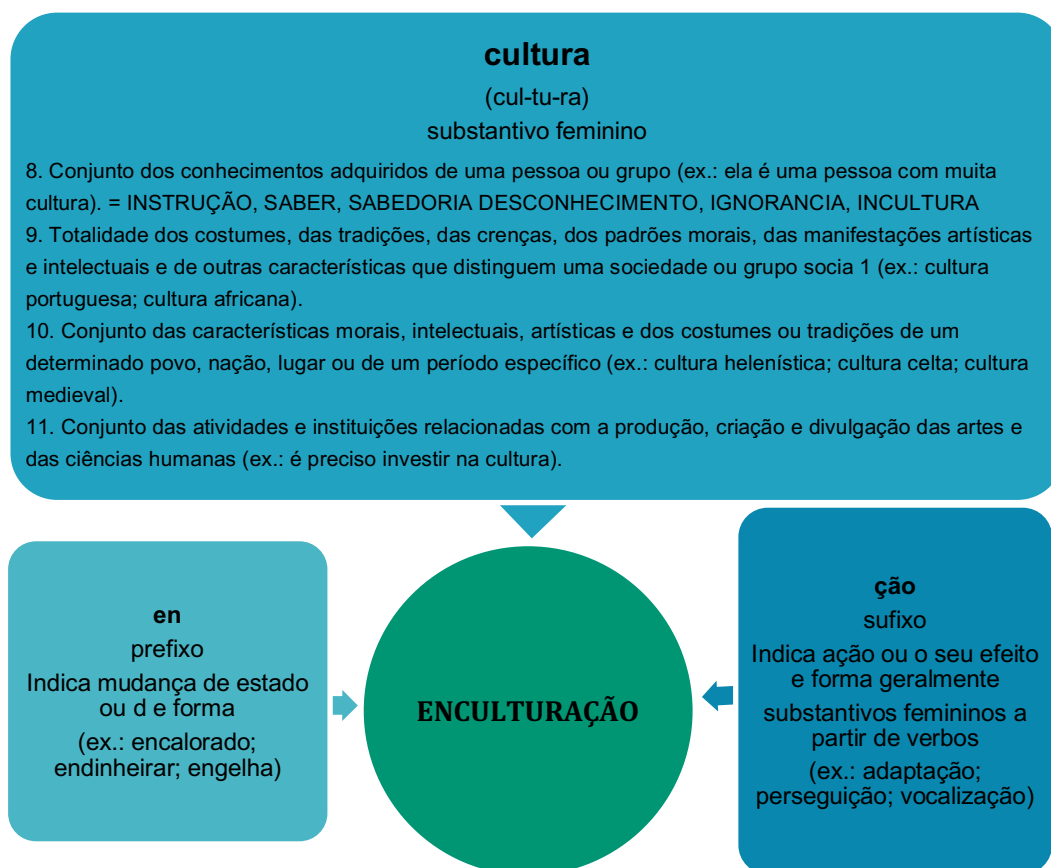 cultura
(cul-tu-ra)
substantivo feminino
8. Conjunto dos conhecimentos adquiridos de uma pessoa ou grupo (ex.: ela é uma pessoa com muita
cultura). = INSTRUÇÃO, SABER, SABEDORIA DESCONHECIMENTO, IGNORANCIA, INCULTURA
9. Totalidade dos costumes, das tradições, das crenças, dos padrões morais, das manifestações artísticas
e intelectuais e de outras características que distinguem uma sociedade ou grupo socia 1 (ex.: cultura
portuguesa; cultura africana).
10. Conjunto das características morais, intelectuais, artísticas e dos costumes ou tradições de um
determinado povo, nação, lugar ou de um período específico (ex.: cultura helenística; cultura celta; cultura
medieval).
11. Conjunto das atividades e instituições relacionadas com a produção, criação e divulgação das artes e
das ciências humanas (ex.: é preciso investir na cultura).
en
prefixo
Indica mudança de estado
ou d e forma
(ex.: encalorado;
endinheirar; engelha)
ENCULTURAÇÃO
ção
sufixo
Indica ação ou o seu efeito
e forma geralmente
substantivos femininos a
partir de verbos
(ex.: adaptação;
perseguição; vocalização)